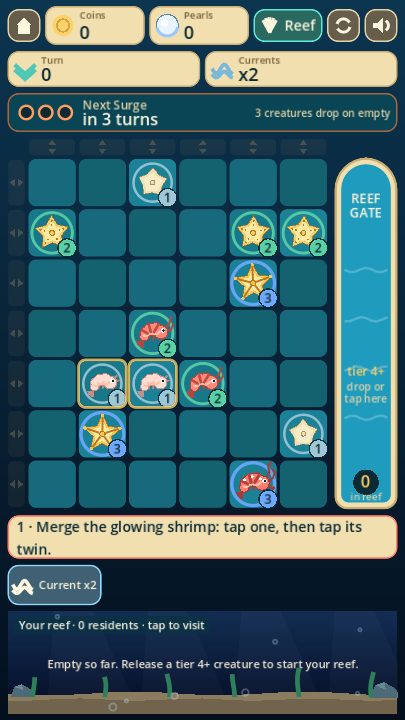 Coins
0
Pearls
0
Reef
Turn
0
Currents
x2
Next Surge
in 3 turns
3 creatures drop on empty
1
2
2
2
3
2
1
1
2
3
1
3
REEF
GATE
tier 4+
drop or
tap here
0
in reef
1 · Merge the glowing shrimp: tap one, then tap its
twin.
Current x2
Your reef · 0 residents · tap to visit
Empty so far. Release a tier 4+ creature to start your reef.